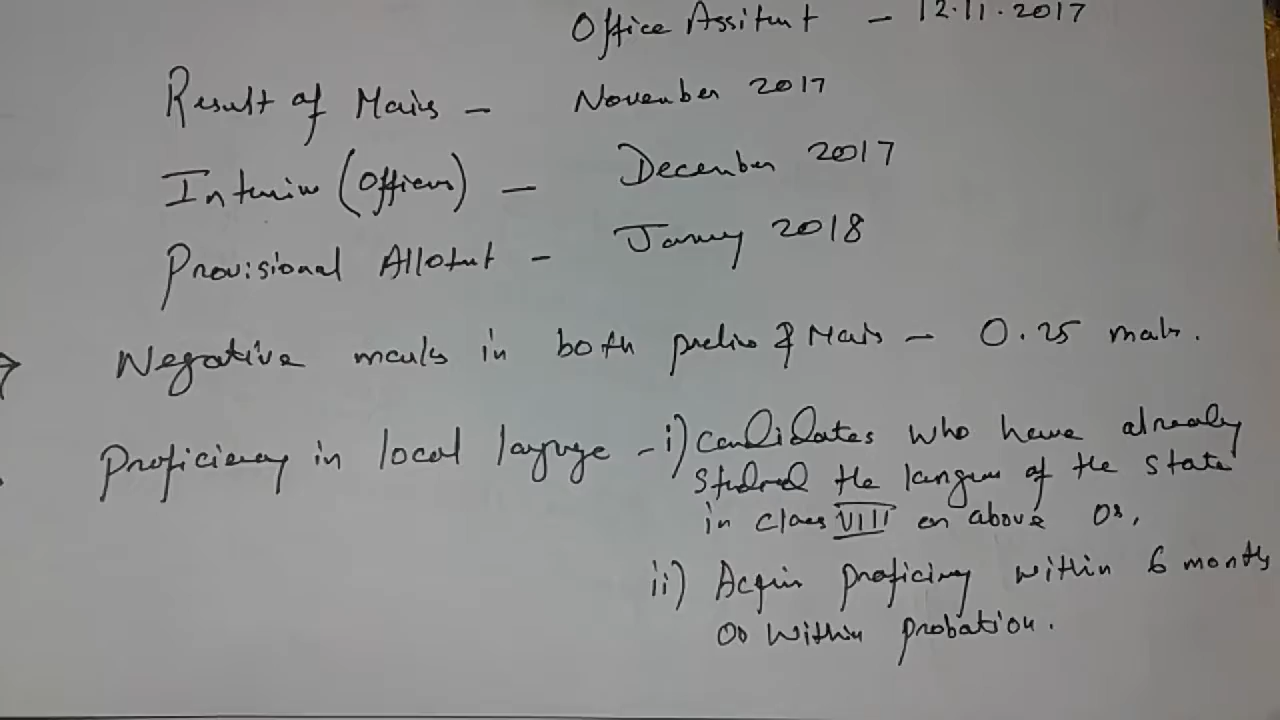 Office Assitent - 12.11.2017
Result of Mains - November 2017
Interview (Officers) - December 2017
Provisional Allotmt - January 2018
Negative marks in both prelims & Mains - 0.25 marks.
Proficiency in local language - i) candidates who have already
studied the language of the state
in class VIII or above or,
ii) Acquire proficiency within 6 months
or within probation.